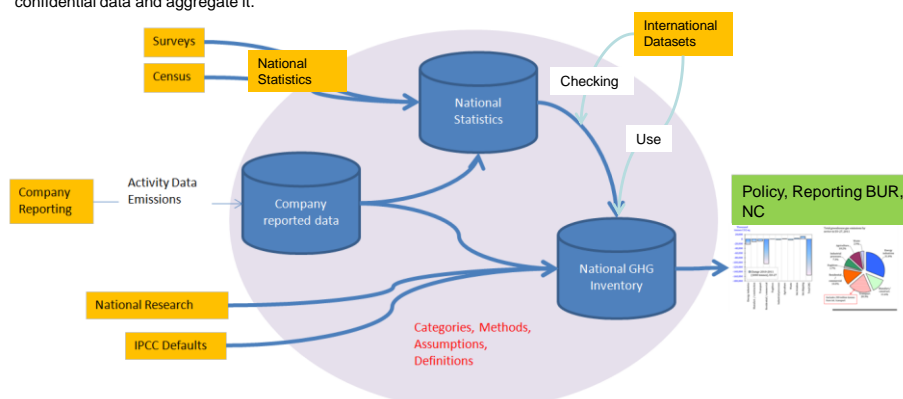 confidential data and aggregate it.
Surveys
Census
National
Statistics
International
Datasets
Checking
Use
National
Statistics
Company
Reporting
Activity Data
Emissions
Company
reported data
Policy, Reporting BUR,
NC
National GHG
Inventory
National Research
IPCC Defaults
Categories, Methods,
Assumptions,
Definitions